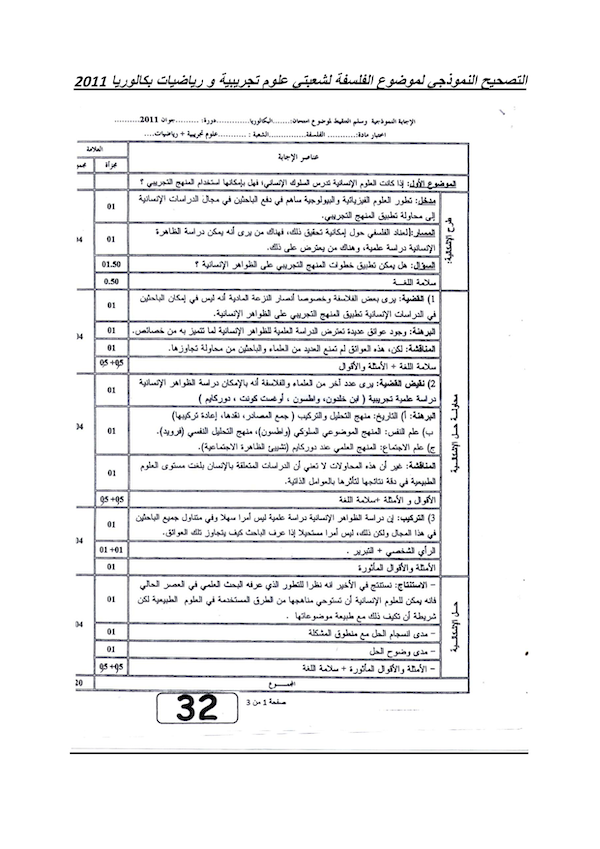 التصحيح النموذجي لموضوع الفلسفة لشعبتي علوم تجريبية و رياضيات بكالوريا 2011
الإجابة النموذجية وسلم التنقيط لموضوع امتحان:.......البكالوريا...............دورة: .........جوان 2011..........
اختبار مادة:............ الفلسفة..................الشعبة : ..........علوم تجريبية + رياضيات....
عناصر الإجابة
العلامة
مجزأة
الموضوع الأول: إذا كانت العلوم الإنسانية تدرس السلوك الإنساني؛ فهل بإمكانها استخدام المنهج التجريبي ؟
طرح الإشكالية:
مدخل: تطور العلوم الفيزيائية والبيولوجية ساهم في دفع الباحثين في مجال الدراسات الإنسانية
إلى محاولة تطبيق المنهج التجريبي.
01
المسار: العناد الفلسفي حول إمكانية تحقيق ذلك، فهناك من يرى أنه يمكن دراسة الظاهرة
الإنسانية دراسة علمية، وهناك من يعترض على ذلك.
01
04
السؤال: هل يمكن تطبيق خطوات المنهج التجريبي على الظواهر الإنسانية ؟
01.50
سلامة اللغـــة
0.50
محاولـة حـل الإشكالـية
1) القضية: يرى بعض الفلاسفة وخصوصا أنصار النزعة المادية أنه ليس في إمكان الباحثين
في الدراسات الإنسانية تطبيق المنهج التجريبي على الظواهر الإنسانية.
01
البرهنة: وجود عوائق عديدة تعترض الدراسة العلمية للظواهر الإنسانية لما تتميز به من خصائص.
01
04
المناقشة: لكن، هذه العوائق لم تمنع العديد من العلماء والباحثين من محاولة تجاوزها.
01
سلامة اللغة + الأمثلة والأقوال
0.5+0.5
2) نقيض القضية: يرى عدد آخر من العلماء والفلاسفة أنه بالإمكان دراسة الظواهر الإنسانية
دراسة علمية تجريبية ( ابن خلدون، واطسون ، أوغست كونت ، دوركايم )
01
البرهنة: أ) التاريخ: منهج التحليل والتركيب ( جمع المصادر، نقدها، إعادة تركيبها)
ب) علم النفس: المنهج الموضوعي السلوكي (واطسون)، منهج التحليل النفسي (فرويد).
ج) علم الاجتماع: المنهج العلمي عند دوركايم (تشييئ الظاهرة الاجتماعية).
01
04
المناقشة: غير أن هذه المحاولات لا تعني أن الدراسات المتعلقة بالإنسان بلغت مستوى العلوم
الطبيعية في دقة نتائجها لتأثرها بالعوامل الذاتية.
01
الأقوال و الأمثلة +سلامة اللغة
0.5+0.5
3) التركيب: إن دراسة الظواهر الإنسانية دراسة علمية ليس أمرا سهلا وفي متناول جميع الباحثين
في هذا المجال ولكن ذلك، ليس أمرا مستحيلا إذا عرف الباحث كيف يتجاوز تلك العوائق.
01
04
الرأي الشخصي + التبرير .
01+01
الأمثلة والأقوال المأثورة
01
حـــل الإشكـالــية
– الاستنتاج: نستنتج في الأخير انه نظرا للتطور الذي عرفه البحث العلمي في العصر الحالي
فانه يمكن للعلوم الإنسانية أن تستوحي مناهجها من الطرق المستخدمة في العلوم الطبيعية لكن
شريطة أن تكيف ذلك مع طبيعة موضوعاتها .
01
– مدى انسجام الحل مع منطوق المشكلة
01
04
– مدى وضوح الحل
01
– الأمثلة والأقوال المأثورة + سلامة اللغة
0.5+0.5
المجمــــــوع
20
صفحة 1 من 3
32